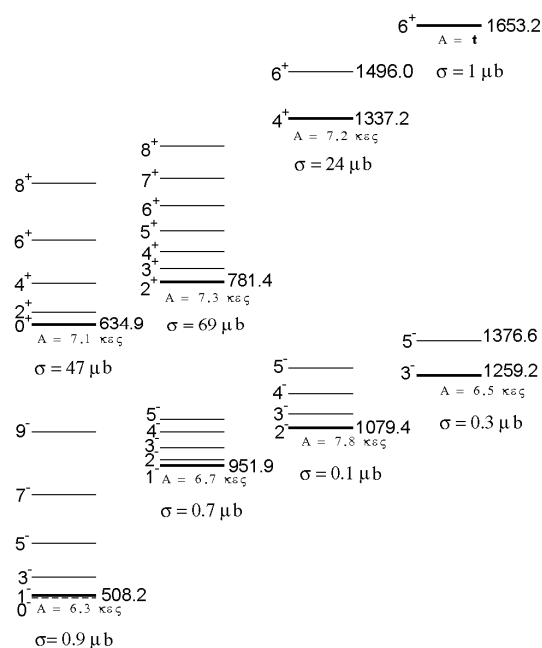 6⁺ 1653.2
A = t
σ = 1 μb
6⁺ 1496.0
4⁺ 1337.2
A = 7.2 κες
σ = 24 μb
8⁺
7⁺
6⁺
5⁺
4⁺
3⁺
2⁺ 781.4
A = 7.3 κες
σ = 69 μb
8⁺
6⁺
4⁺
2⁺
0⁺ 634.9
A = 7.1 κες
σ = 47 μb
5⁻ 1376.6
3⁻ 1259.2
A = 6.5 κες
σ = 0.3 μb
5⁻
4⁻
3⁻
2⁻ 1079.4
A = 7.8 κες
σ = 0.1 μb
5⁻
4⁻
3⁻
2⁻
1⁻ 951.9
A = 6.7 κες
σ = 0.7 μb
9⁻
7⁻
5⁻
3⁻
1⁻ 508.2
0⁻
A = 6.3 κες
σ= 0.9 μb